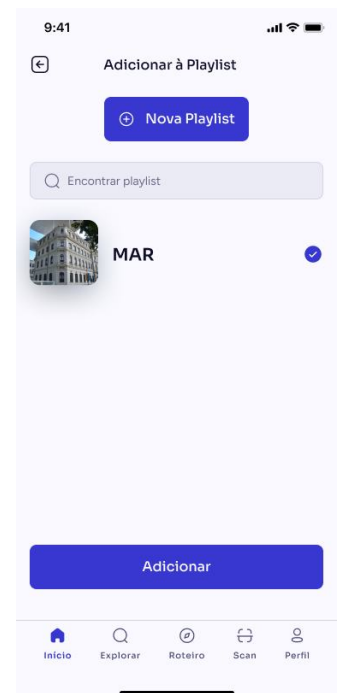 9:41
Adicionar à Playlist
Nova Playlist
Encontrar playlist
MAR
Adicionar
Início Explorar Roteiro Scan Perfil